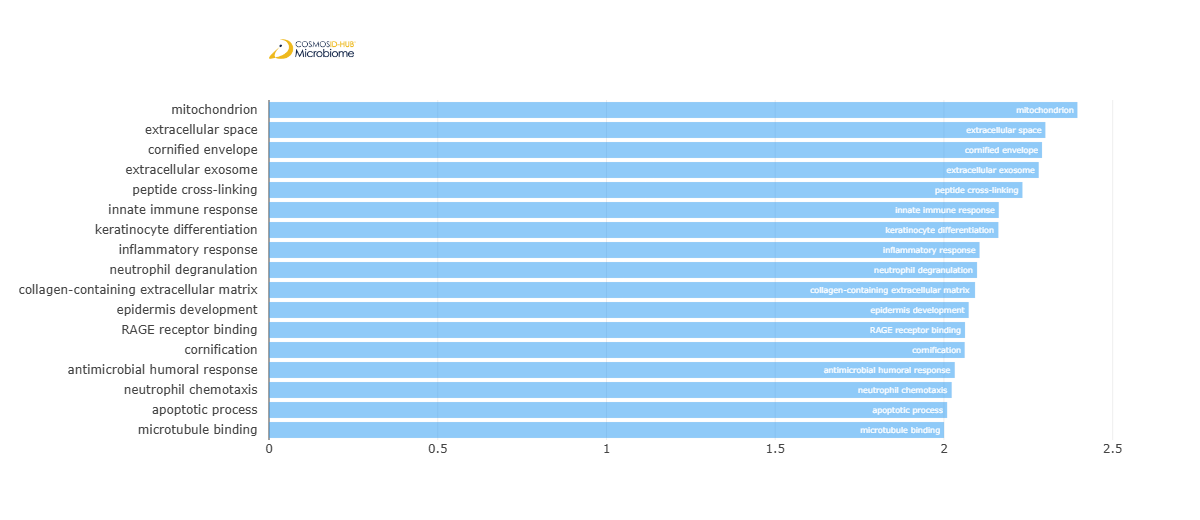 COSMOSID-HUB
Microbiome
mitochondrion mitochondrion
extracellular space extracellular space
cornified envelope cornified envelope
extracellular exosome extracellular exosome
peptide cross-linking peptide cross-linking
innate immune response innate immune response
keratinocyte differentiation keratinocyte differentiation
inflammatory response inflammatory response
neutrophil degranulation neutrophil degranulation
collagen-containing extracellular matrix collagen-containing extracellular matrix
epidermis development epidermis development
RAGE receptor binding RAGE receptor binding
cornification cornification
antimicrobial humoral response antimicrobial humoral response
neutrophil chemotaxis neutrophil chemotaxis
apoptotic process apoptotic process
microtubule binding microtubule binding
0 0.5 1 1.5 2 2.5